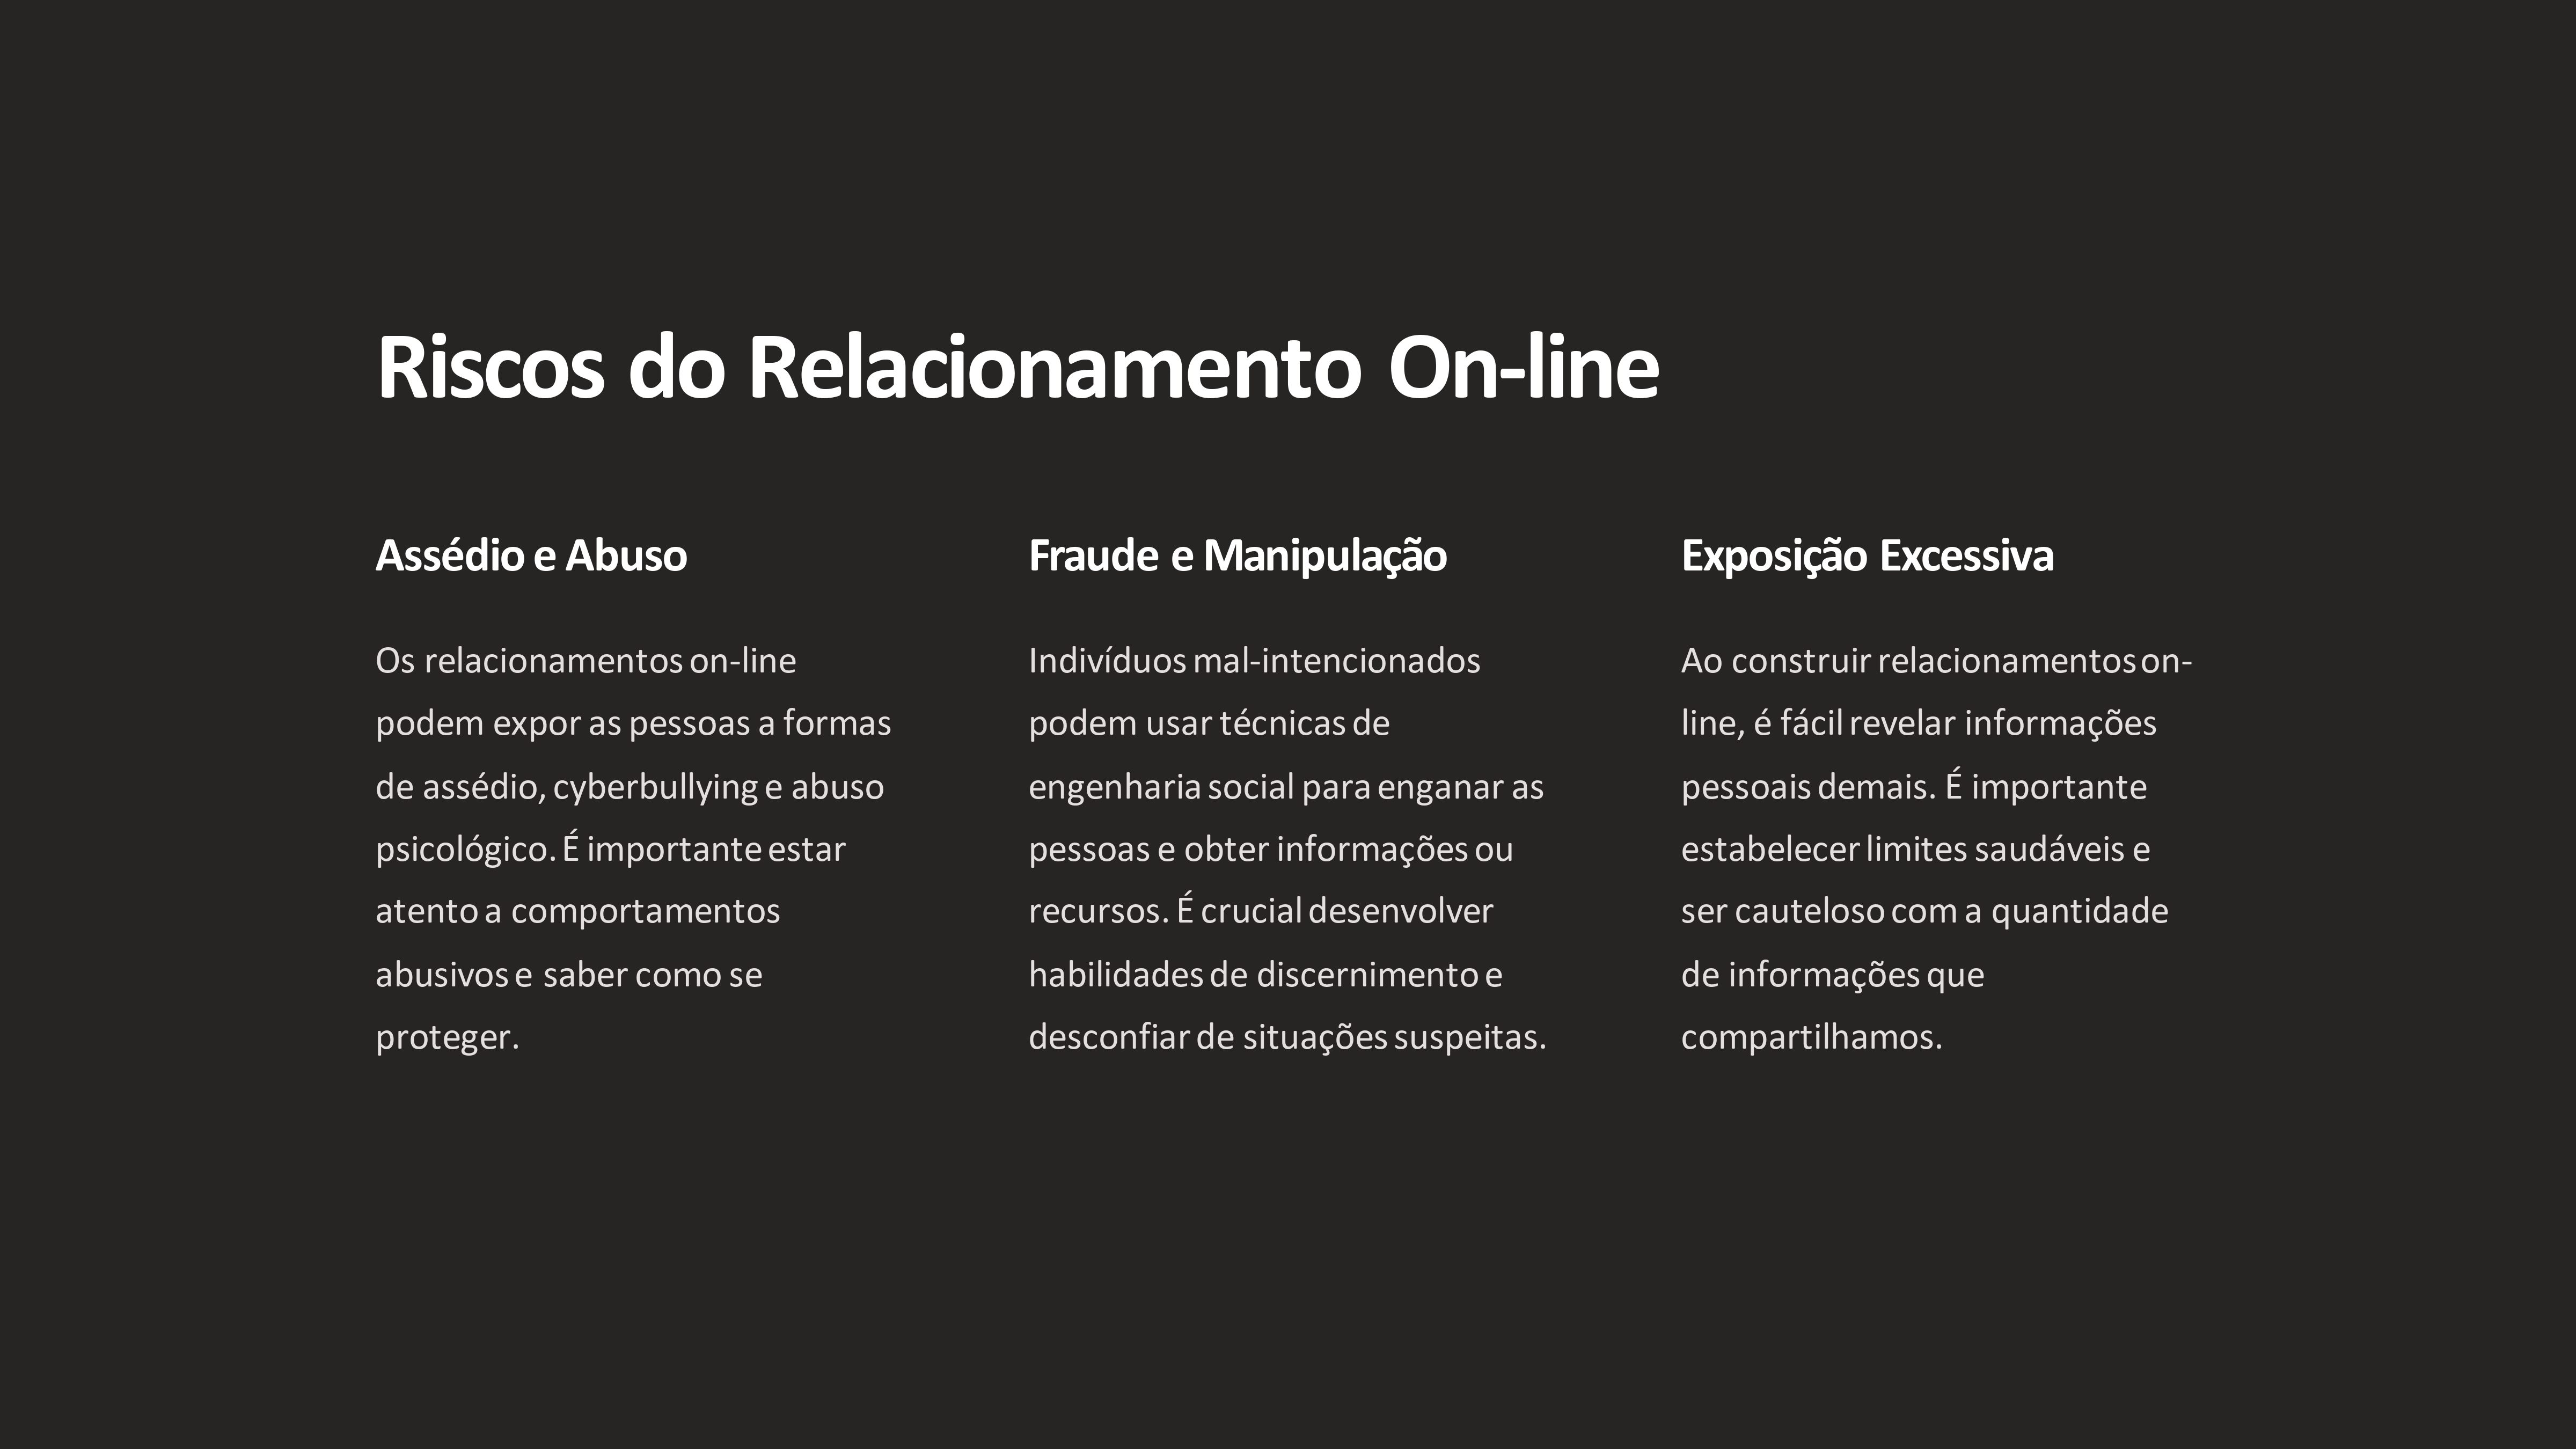 Riscos do Relacionamento On-line
Assédio e Abuso
Os relacionamentos on-line
podem expor as pessoas a formas
de assédio, cyberbullying e abuso
psicológico. É importante estar
atento a comportamentos
abusivos e saber como se
proteger.
Fraude e Manipulação
Indivíduos mal-intencionados
podem usar técnicas de
engenharia social para enganar as
pessoas e obter informações ou
recursos. É crucial desenvolver
habilidades de discernimento e
desconfiar de situações suspeitas.
Exposição Excessiva
Ao construir relacionamentos on-
line, é fácil revelar informações
pessoais demais. É importante
estabelecer limites saudáveis e
ser cauteloso com a quantidade
de informações que
compartilhamos.